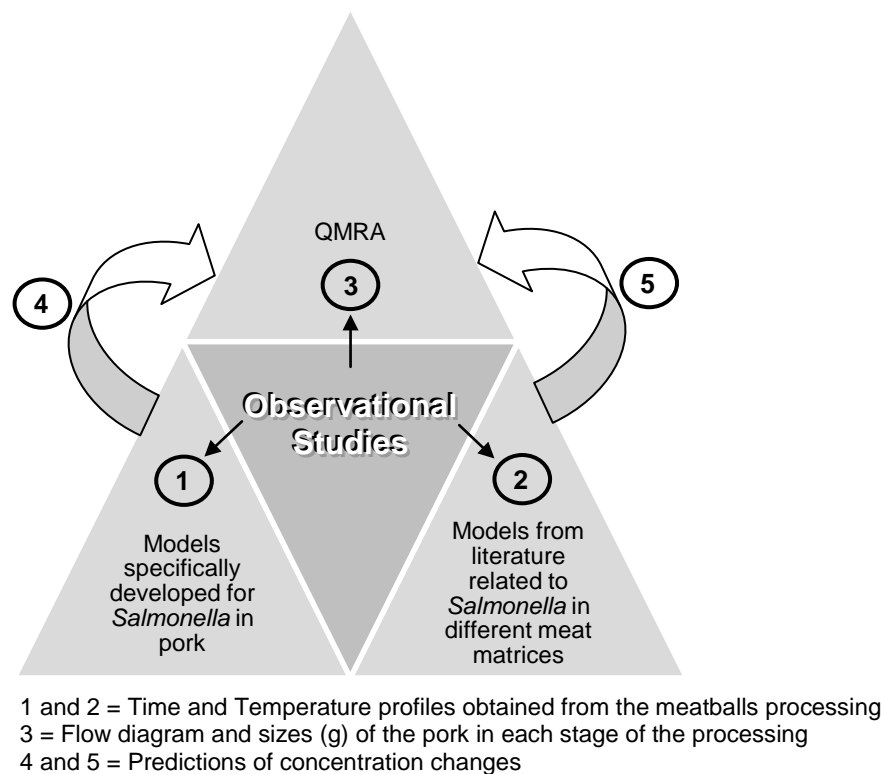 QMRA
3
4
5
Observational
Studies
1
2
Models
specifically
developed for
Salmonella in
pork
Models from
literature
related to
Salmonella in
different meat
matrices
1 and 2 = Time and Temperature profiles obtained from the meatballs processing
3 = Flow diagram and sizes (g) of the pork in each stage of the processing
4 and 5 = Predictions of concentration changes